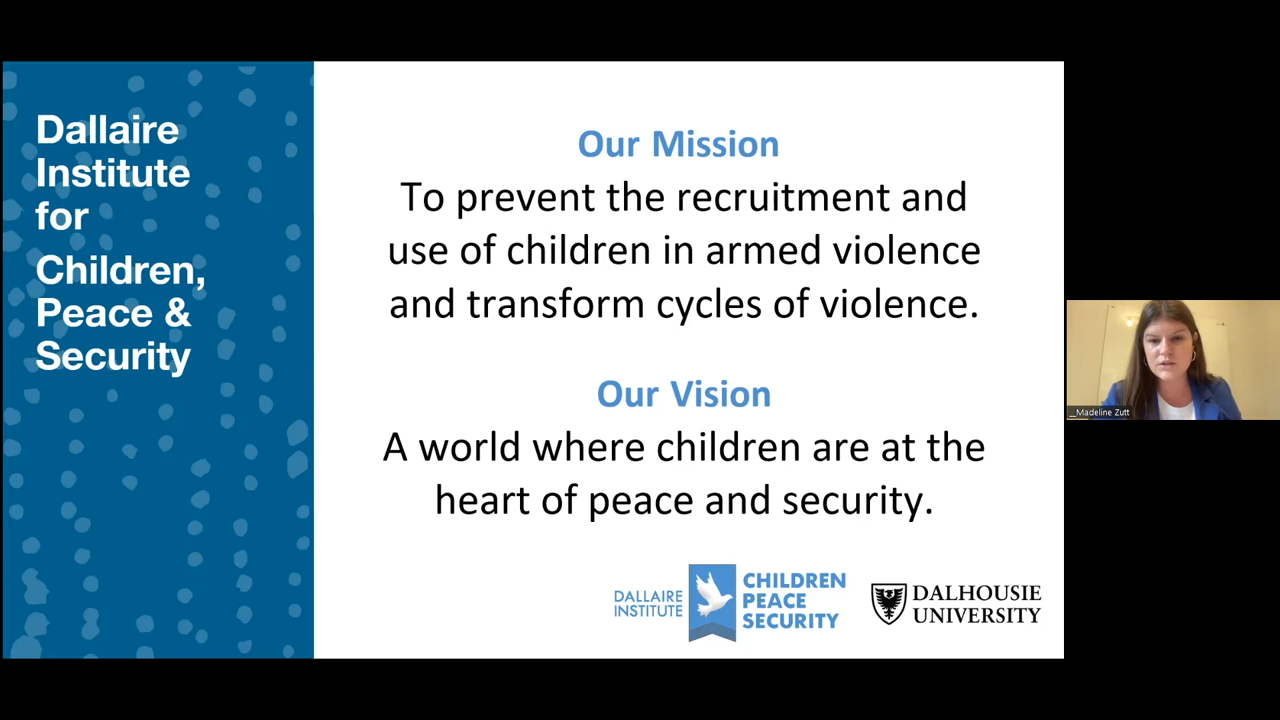 Dallaire
Institute
for
Children,
Peace &
Security
Our Mission
To prevent the recruitment and
use of children in armed violence
and transform cycles of violence.
Our Vision
A world where children are at the
heart of peace and security.
DALLAIRE
INSTITUTE
CHILDREN
PEACE
SECURITY
DALHOUSIE
UNIVERSITY
_Madeline Zutt